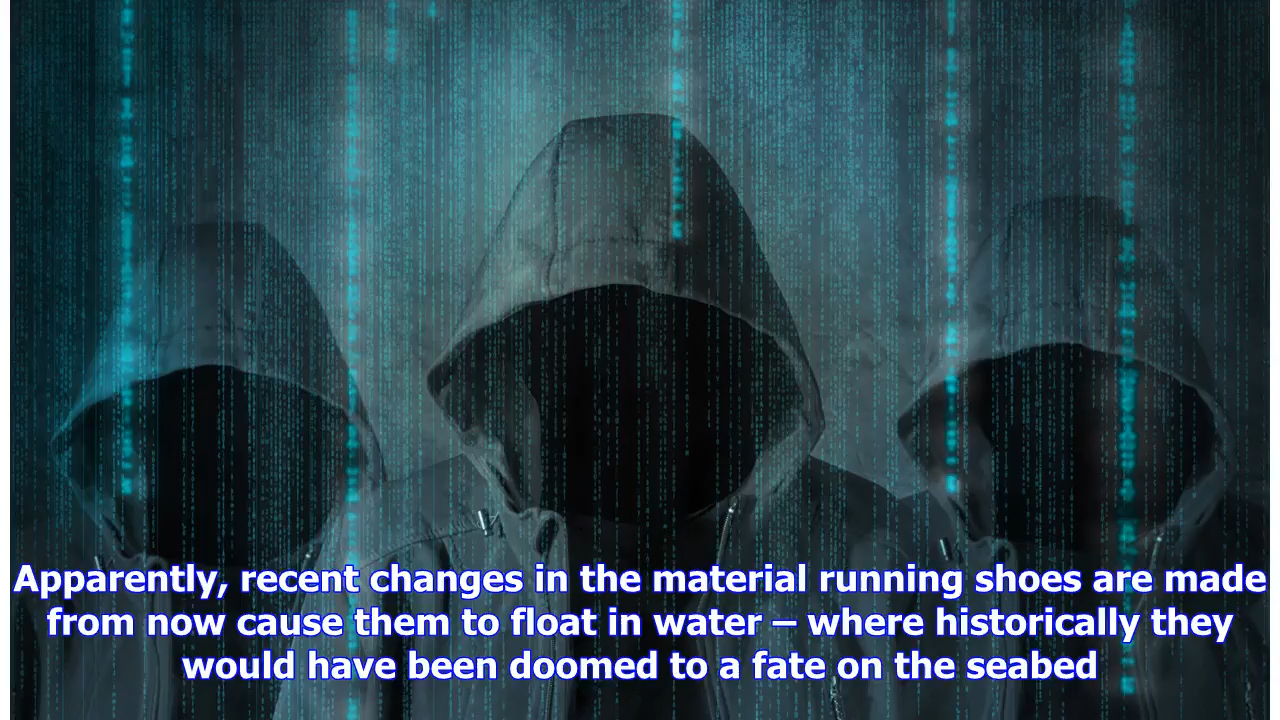 Apparently, recent changes in the material running shoes are made
from now cause them to float in water – where historically they
would have been doomed to a fate on the seabed